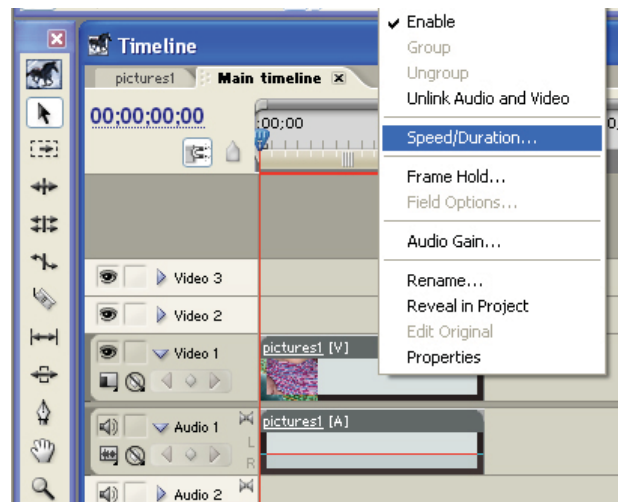 Timeline
pictures1
Main timeline
00;00;00;00
;00;00
Enable
Group
Ungroup
Unlink Audio and Video
Speed/Duration...
Frame Hold...
Field Options...
Audio Gain...
Rename...
Reveal in Project
Edit Original
Properties
Video 3
Video 2
Video 1
pictures1 [V]
Audio 1
pictures1 [A]
L
R
Audio 2